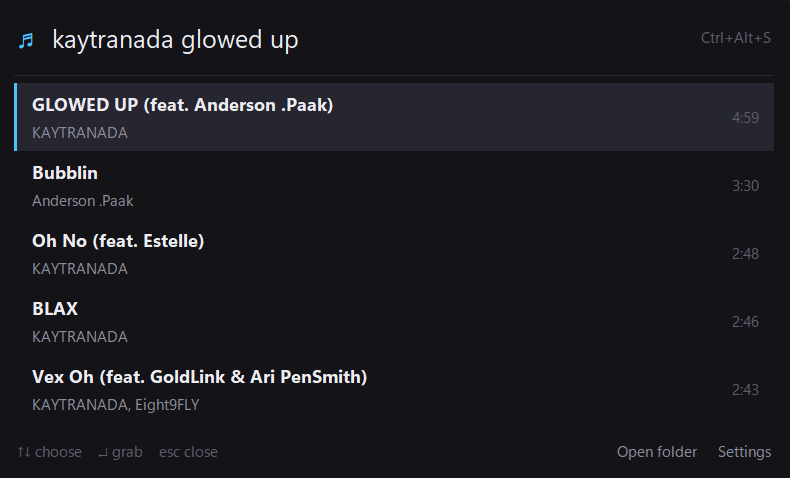 ♬ kaytranada glowed up Ctrl+Alt+S
GLOWED UP (feat. Anderson .Paak)
KAYTRANADA
4:59
Bubblin
Anderson .Paak
3:30
Oh No (feat. Estelle)
KAYTRANADA
2:48
BLAX
KAYTRANADA
2:46
Vex Oh (feat. GoldLink & Ari PenSmith)
KAYTRANADA, Eight9FLY
2:43
↑↓ choose ↵ grab esc close Open folder Settings